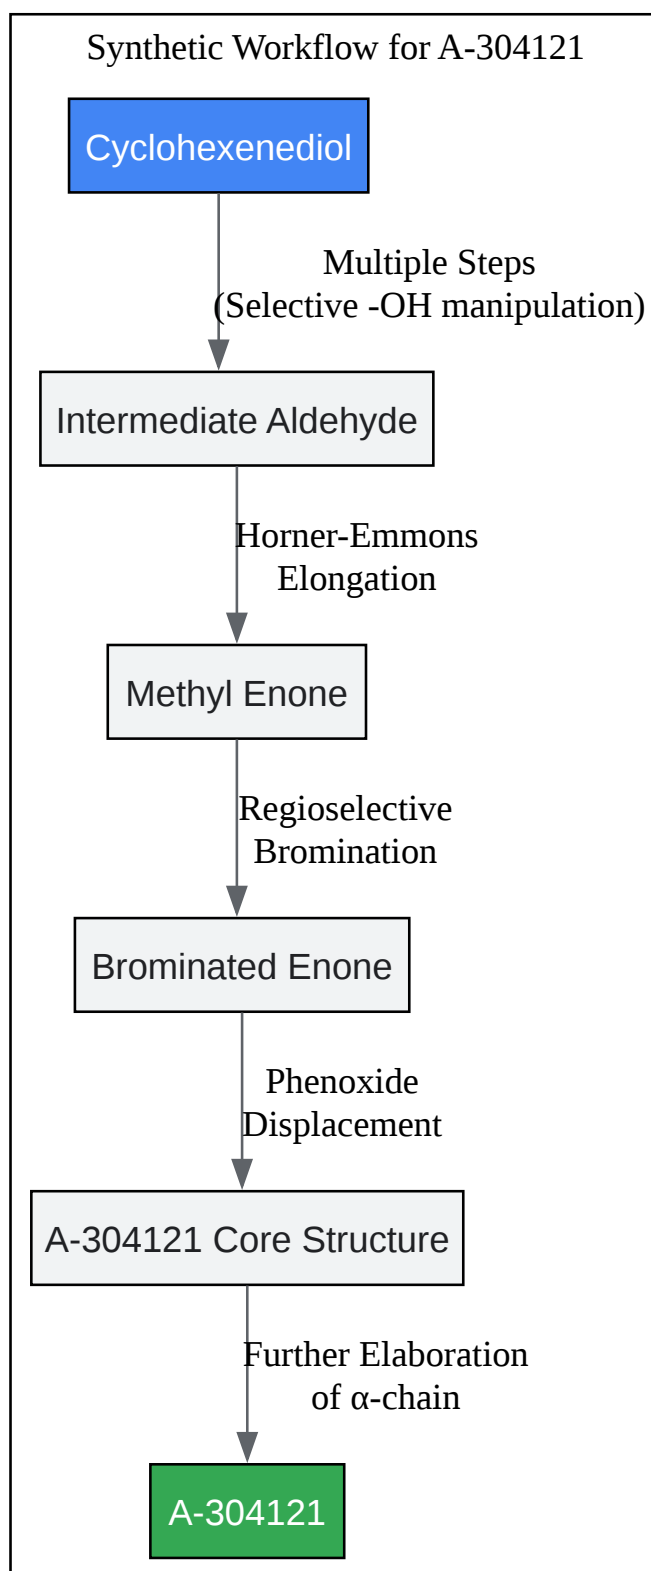 Synthetic Workflow for A-304121
Cyclohexenediol
Multiple Steps
(Selective -OH manipulation)
Intermediate Aldehyde
Horner-Emmons
Elongation
Methyl Enone
Regioselective
Bromination
Brominated Enone
Phenoxide
Displacement
A-304121 Core Structure
Further Elaboration
of α-chain
A-304121